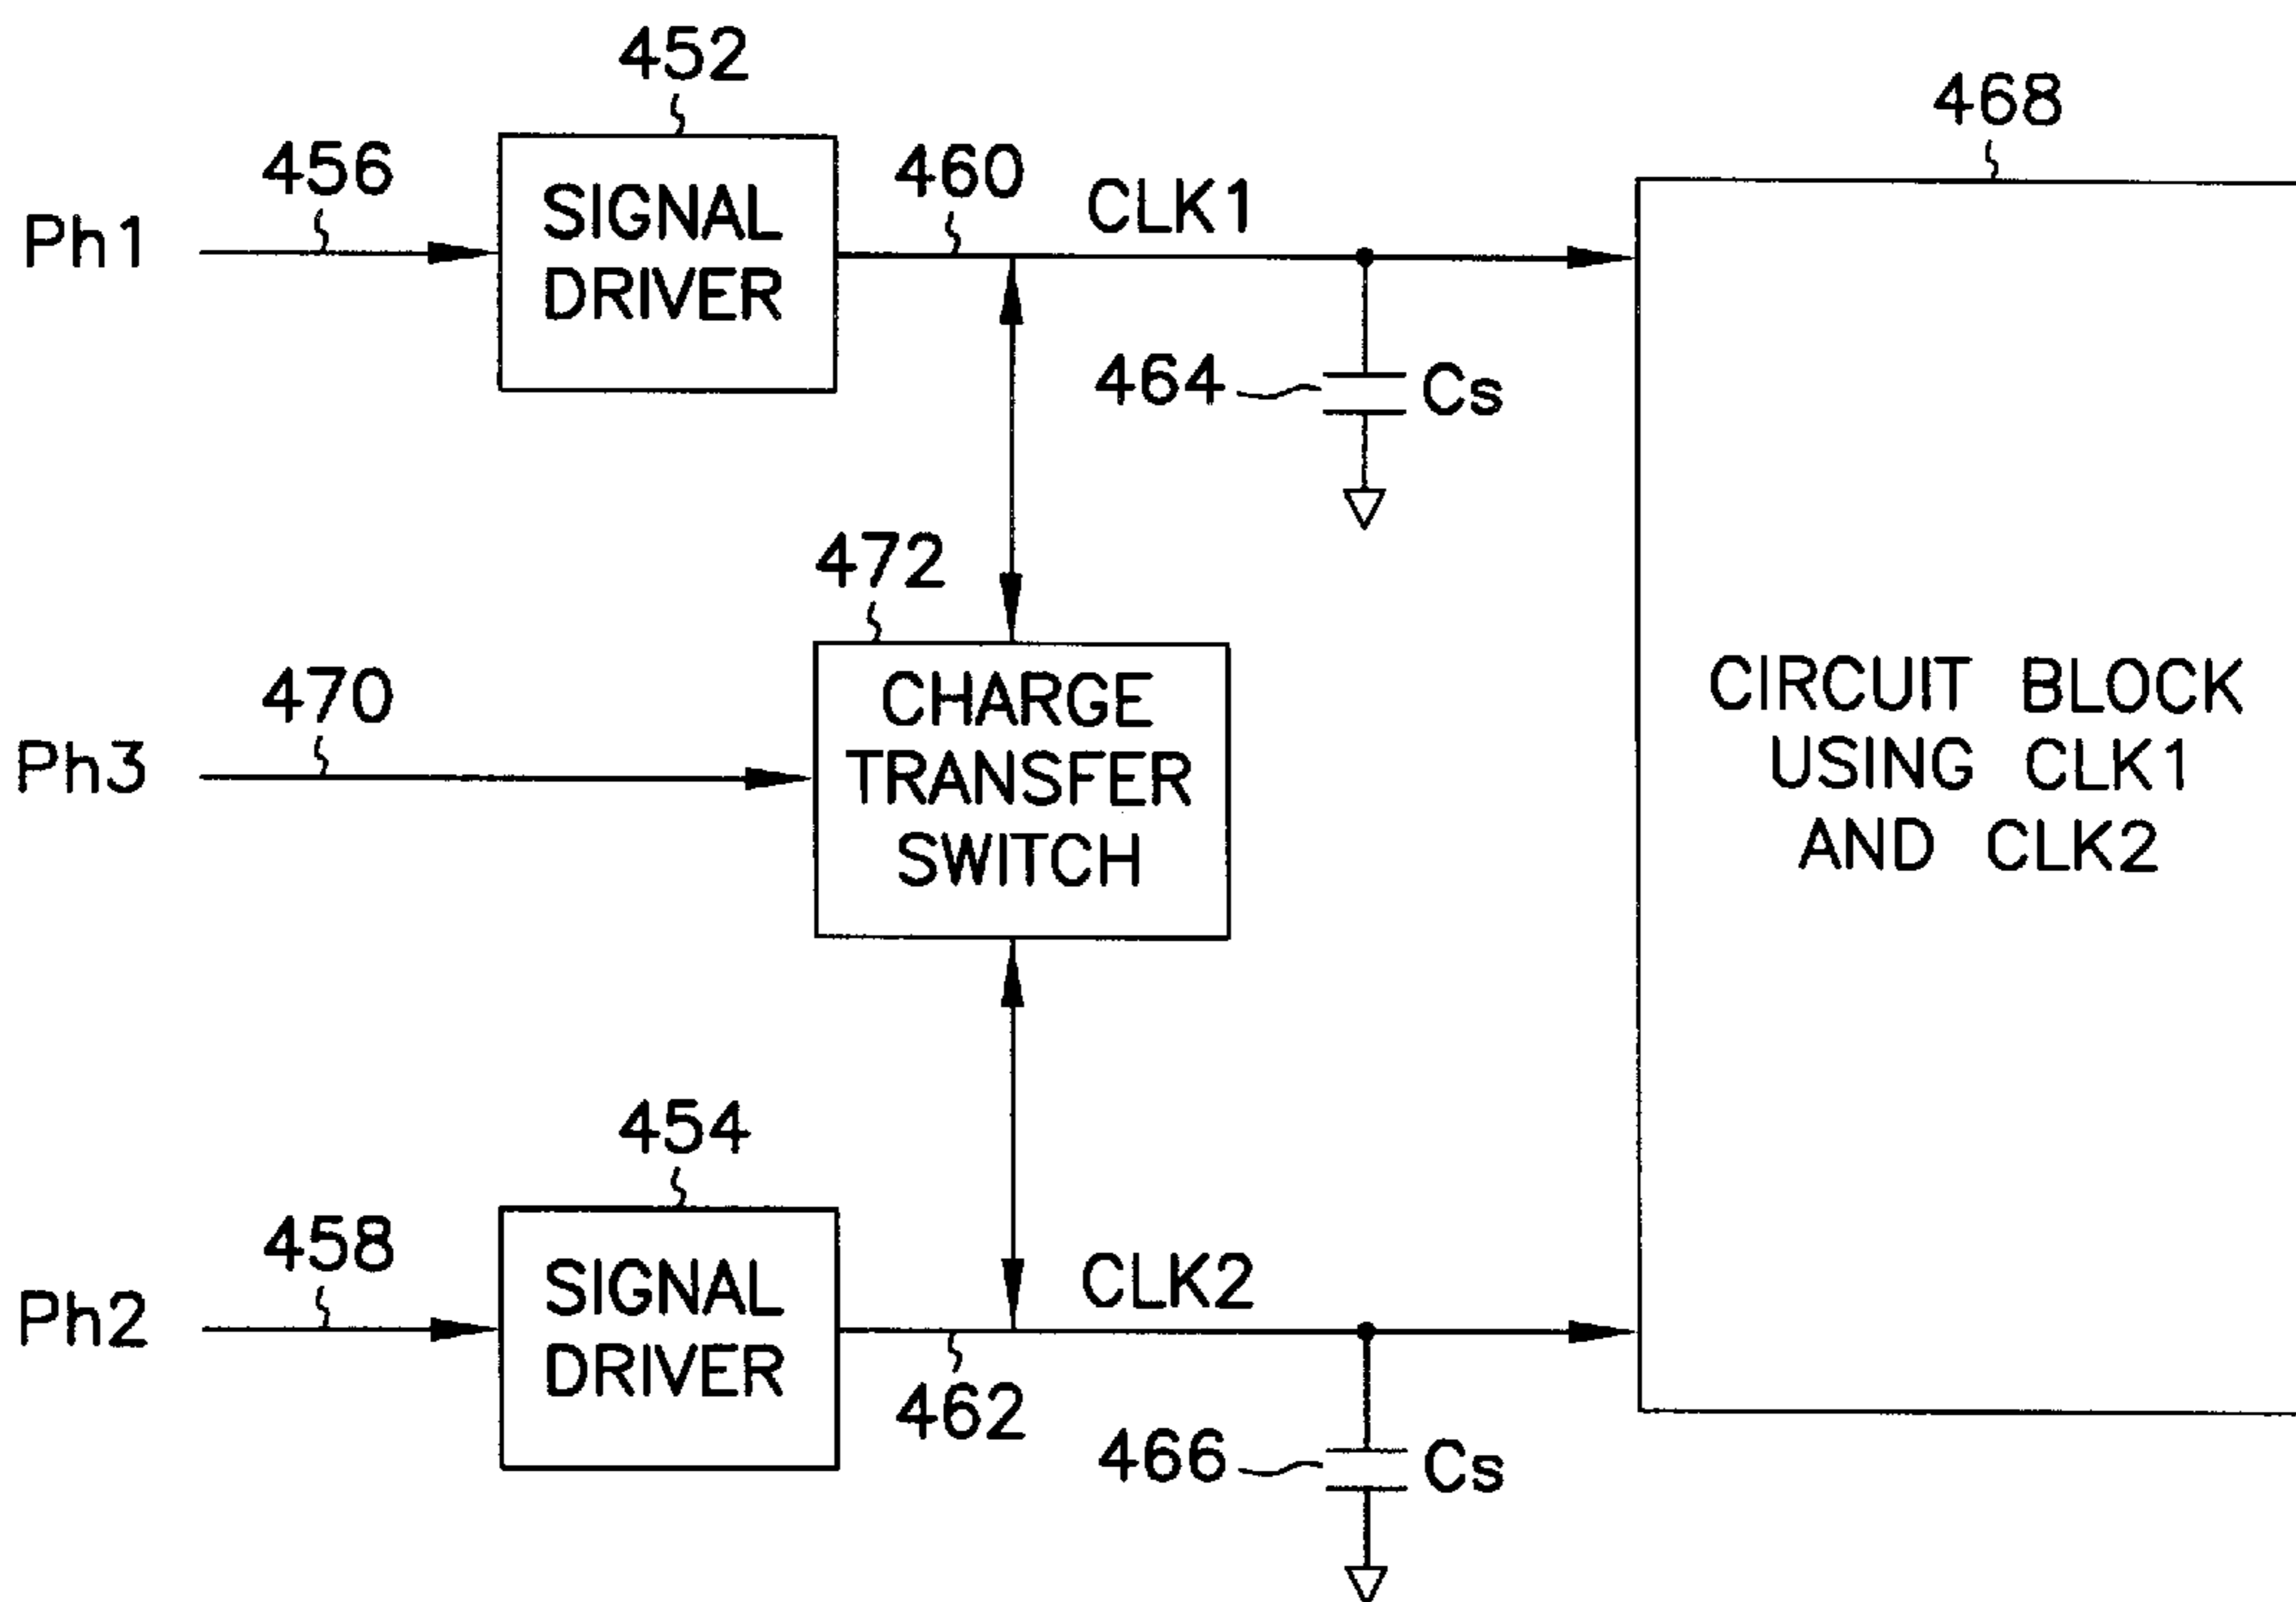 452
468
456
460
CLK1
Ph1
SIGNAL
DRIVER
464
Cs
472
470
Ph3
CHARGE
TRANSFER
SWITCH
CIRCUIT BLOCK
USING CLK1
AND CLK2
454
458
CLK2
Ph2
SIGNAL
DRIVER
462
466
Cs